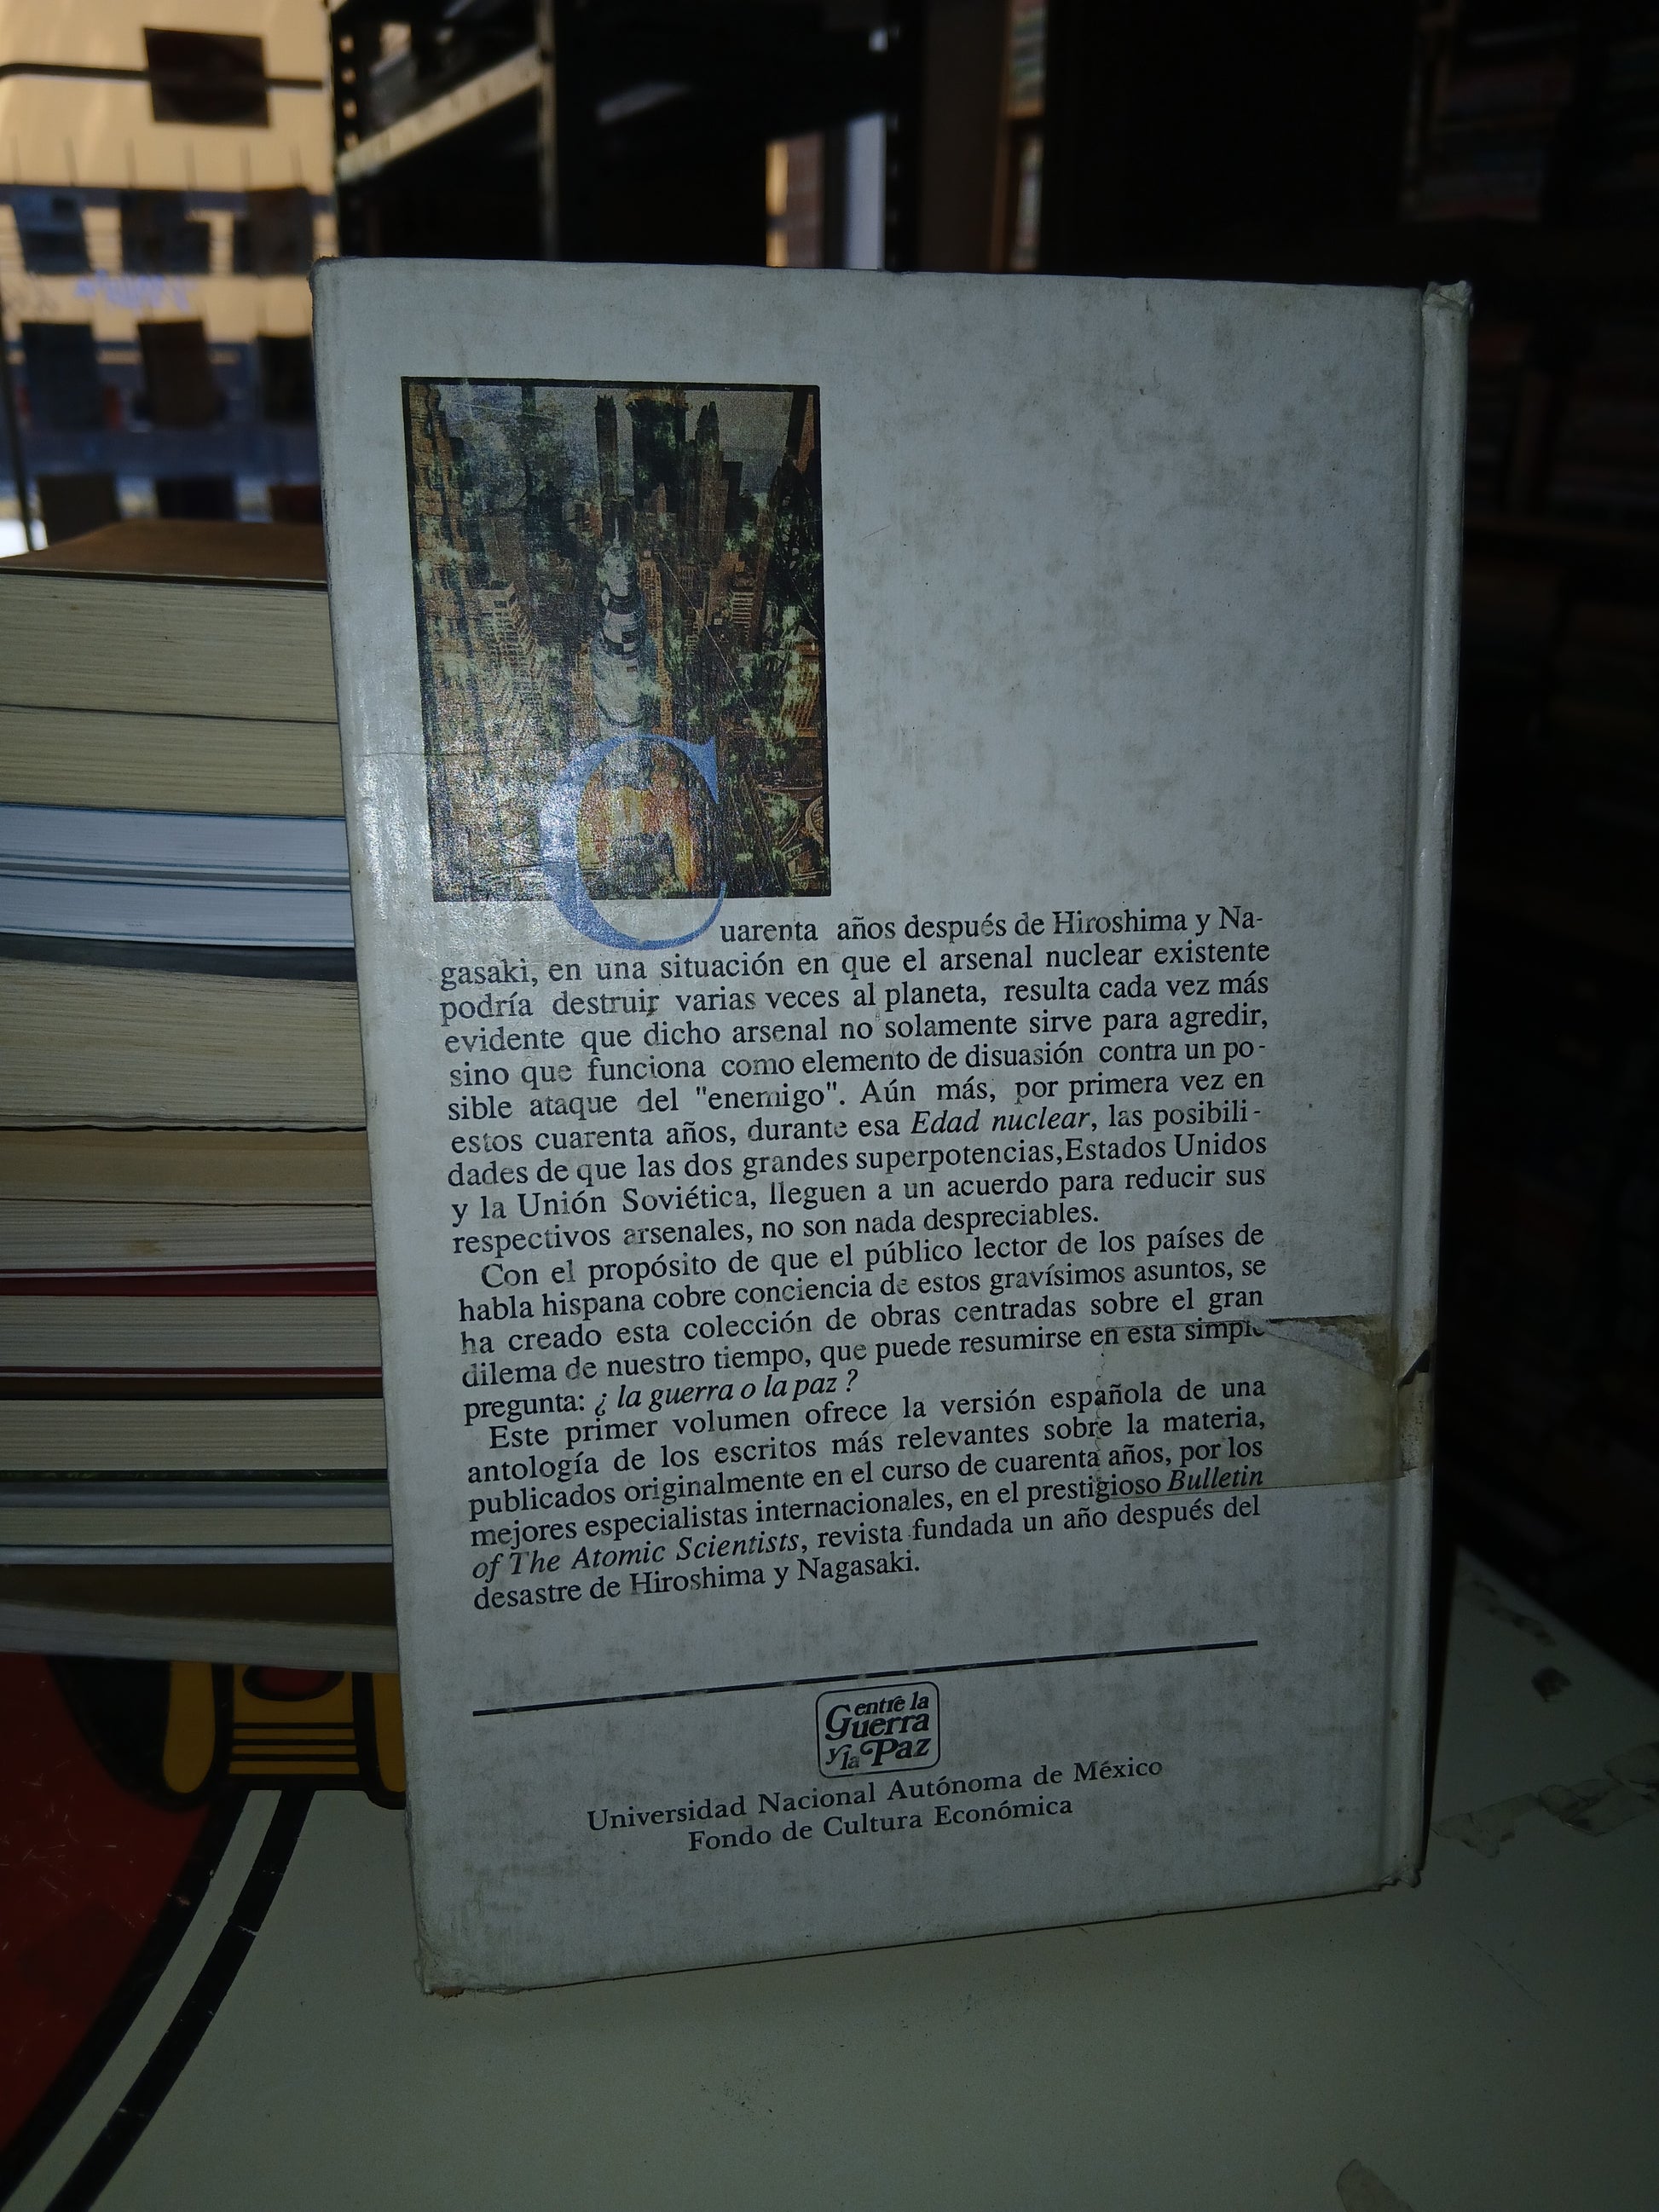 Cuarenta años después de Hiroshima y Na-
gasaki, en una situación en que el arsenal nuclear existente
podría destruir varias veces al planeta, resulta cada vez más
evidente que dicho arsenal no solamente sirve para agredir,
sino que funciona como elemento de disuasión contra un po-
sible ataque del "enemigo". Aún más, por primera vez en
estos cuarenta años, durante esa Edad nuclear, las posibili-
dades de que las dos grandes superpotencias,Estados Unidos
y la Unión Soviética, lleguen a un acuerdo para reducir sus
respectivos arsenales, no son nada despreciables.
Con el propósito de que el público lector de los países de
habla hispana cobre conciencia de estos gravísimos asuntos, se
ha creado esta colección de obras centradas sobre el gran
dilema de nuestro tiempo, que puede resumirse en esta simple
pregunta: ¿ la guerra o la paz ?
Este primer volumen ofrece la versión española de una
antología de los escritos más relevantes sobre la materia,
publicados originalmente en el curso de cuarenta años, por los
mejores especialistas internacionales, en el prestigioso Bulletin
of The Atomic Scientists, revista fundada un año después del
desastre de Hiroshima y Nagasaki.
entre la
Guerra
y la Paz
Universidad Nacional Autónoma de México
Fondo de Cultura Económica